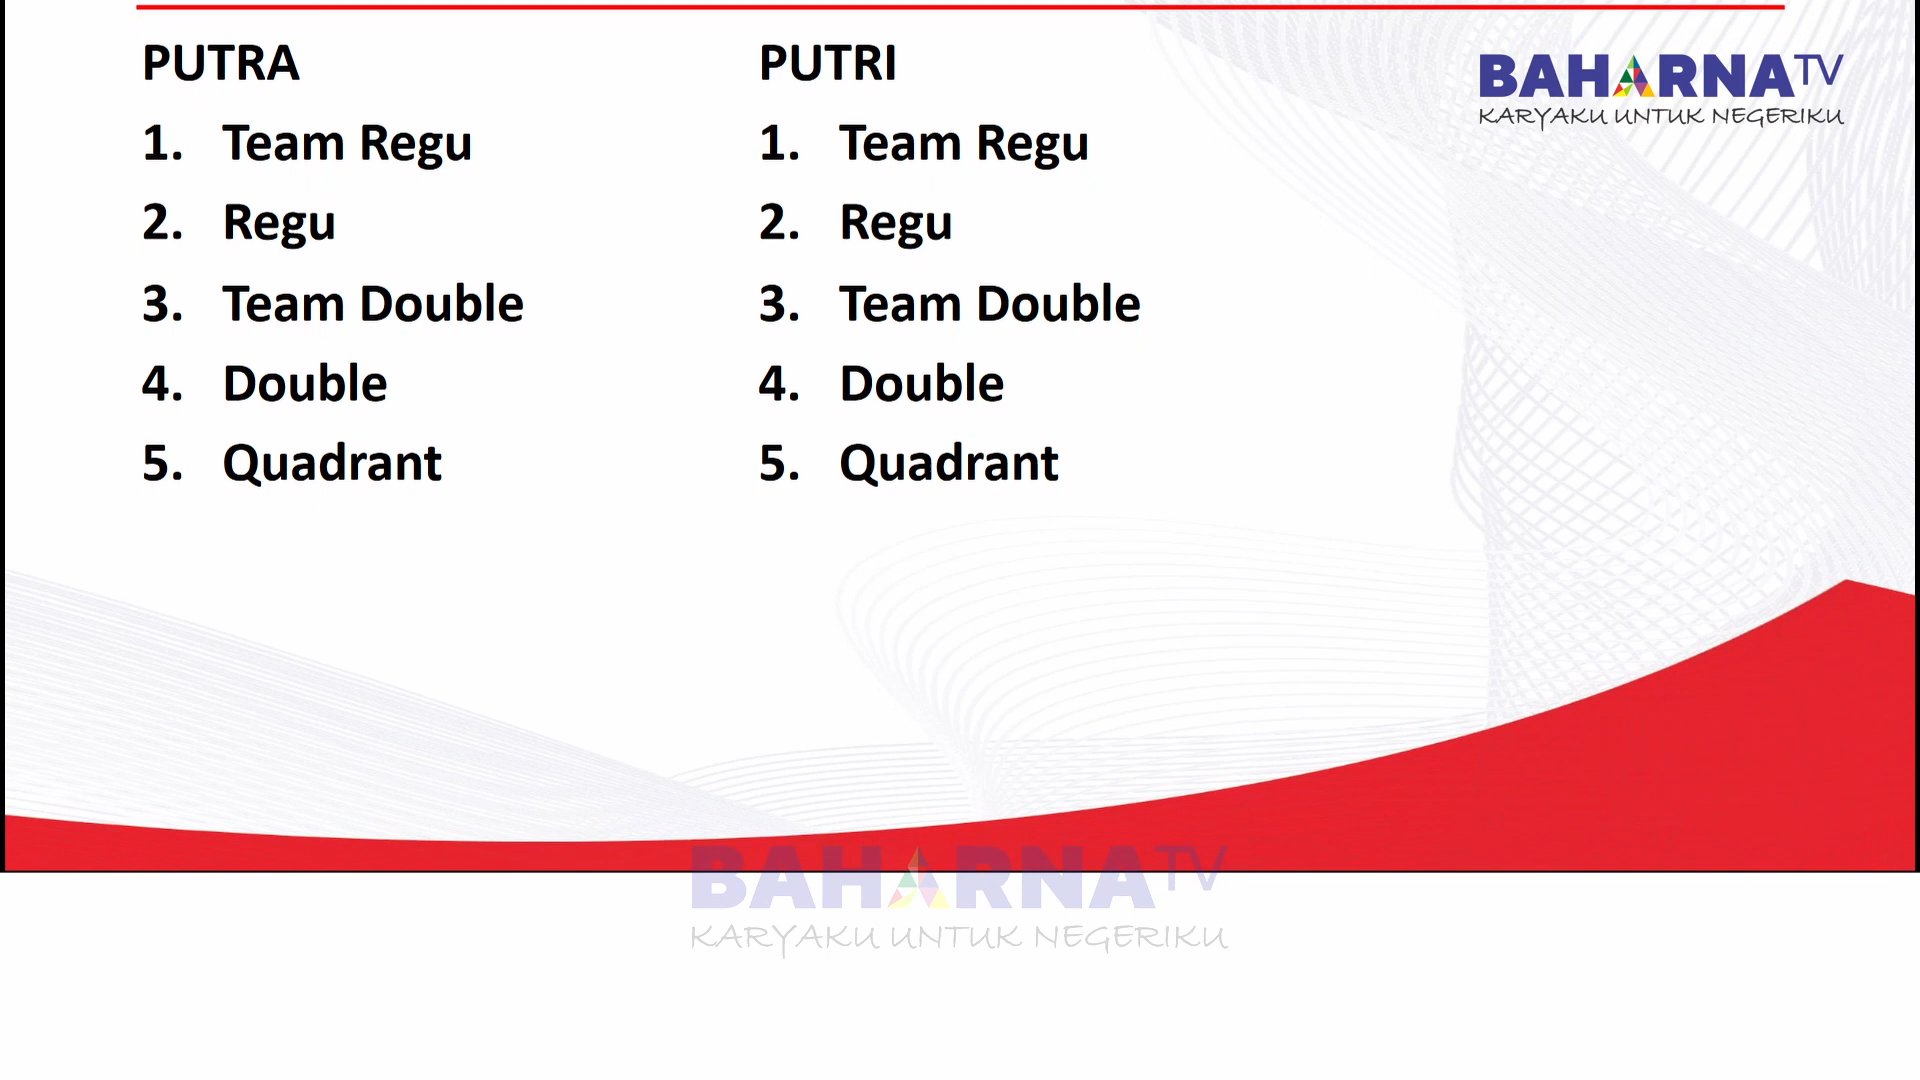 PUTRA
1. Team Regu
2. Regu
3. Team Double
4. Double
5. Quadrant
PUTRI
1. Team Regu
2. Regu
3. Team Double
4. Double
5. Quadrant
BAHARNATV
KARYAKU UNTUK NEGERIKU
BAHARNATV
KARYAKU UNTUK NEGERIKU